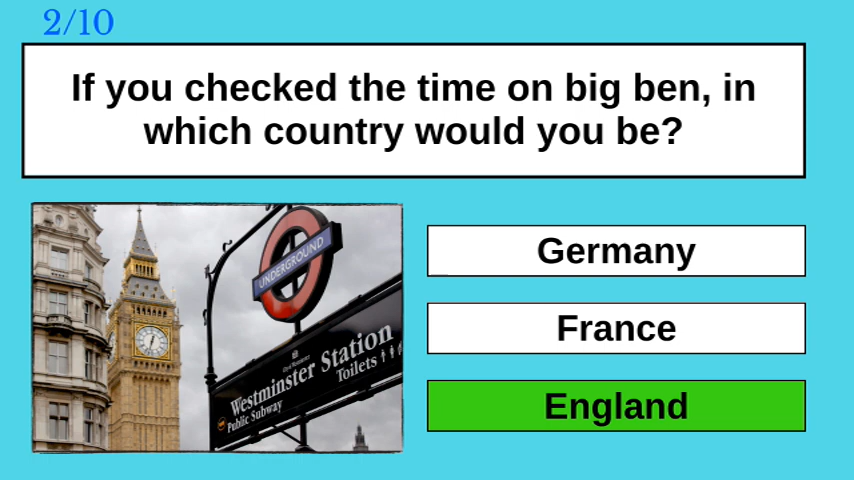 2/10
If you checked the time on big ben, in
which country would you be?
UNDERGROUND
Westminster Station
Public Subway
Toilets
Germany
France
England